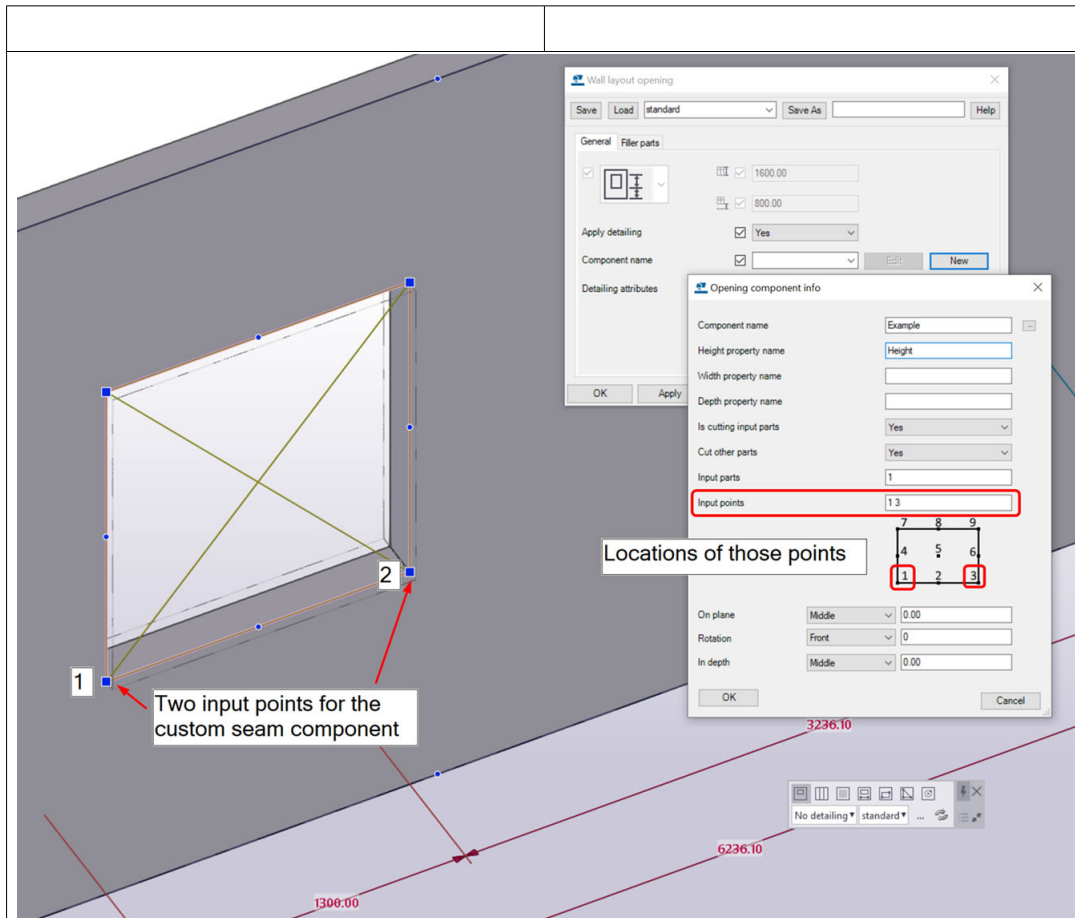 Wall layout opening
Save Load standard Save As Help
General Filler parts
1600.00
800.00
Apply detailing Yes
Component name Edit New
Detailing attributes
OK Apply
Opening component info
Component name Example ...
Height property name Height
Width property name
Depth property name
Is cutting input parts Yes
Cut other parts Yes
Input parts 1
Input points 1 3
Locations of those points
7 8 9
4 5 6
1 2 3
On plane Middle 0.00
Rotation Front 0
In depth Middle 0.00
OK Cancel
2
1
Two input points for the
custom seam component
3236.10
No detailing standard ...
6236.10
1300.00